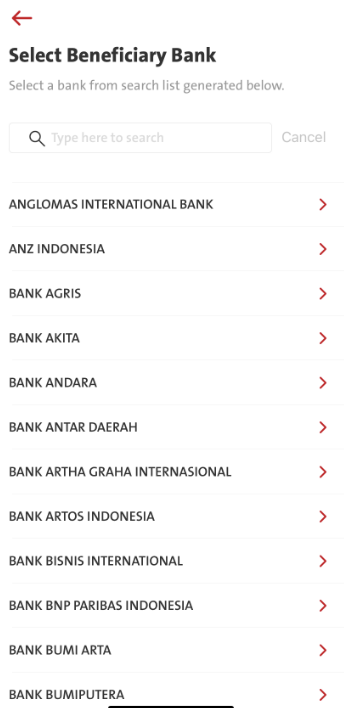 Select Beneficiary Bank
Select a bank from search list generated below.
Type here to search
Cancel
ANGLOMAS INTERNATIONAL BANK
ANZ INDONESIA
BANK AGRIS
BANK AKITA
BANK ANDARA
BANK ANTAR DAERAH
BANK ARTHA GRAHA INTERNASIONAL
BANK ARTOS INDONESIA
BANK BISNIS INTERNATIONAL
BANK BNP PARIBAS INDONESIA
BANK BUMI ARTA
BANK BUMIPUTERA